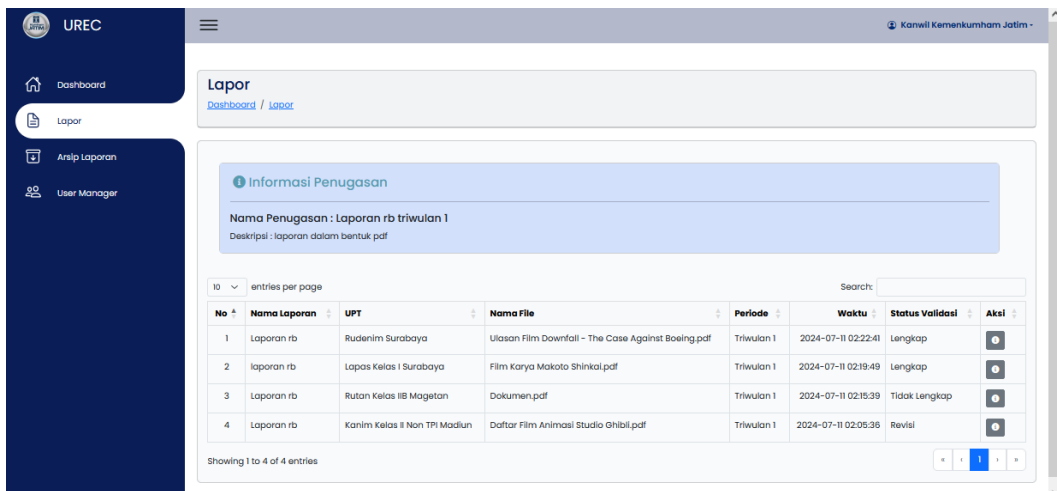 UREC
Kanwil Kemenkumham Jatim -
Dashboard
Lapor
Arsip Laporan
User Manager
Lapor
Dashboard / Lapor
Informasi Penugasan
Nama Penugasan : Laporan rb triwulan 1
Deskripsi : laporan dalam bentuk pdf
10 entries per page Search:
No Nama Laporan UPT Nama File Periode Waktu Status Validasi Aksi
1 Laporan rb Rudenim Surabaya Ulasan Film Downfall - The Case Against Boeing.pdf Triwulan 1 2024-07-11 02:22:41 Lengkap
2 laporan rb Lapas Kelas I Surabaya Film Karya Makoto Shinkai.pdf Triwulan 1 2024-07-11 02:19:49 Lengkap
3 Laporan rb Rutan Kelas IIB Magetan Dokumen.pdf Triwulan 1 2024-07-11 02:15:39 Tidak Lengkap
4 Laporan rb Kanim Kelas II Non TPI Madiun Daftar Film Animasi Studio Ghibli.pdf Triwulan 1 2024-07-11 02:05:36 Revisi
Showing 1 to 4 of 4 entries
« ‹ 1 › »